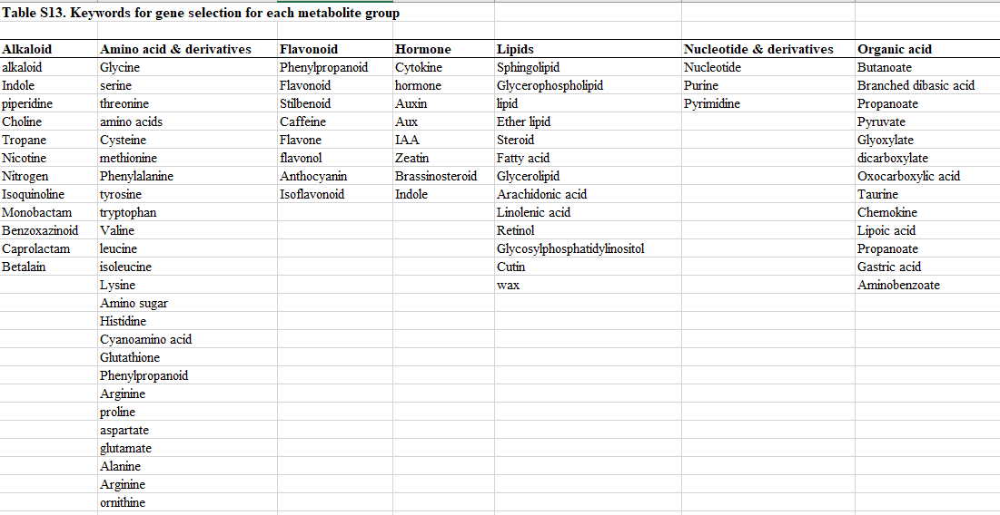 Table S13. Keywords for gene selection for each metabolite group
Alkaloid Amino acid & derivatives Flavonoid Hormone Lipids Nucleotide & derivatives Organic acid
alkaloid Glycine Phenylpropanoid Cytokine Sphingolipid Nucleotide Butanoate
Indole serine Flavonoid hormone Glycerophospholipid Purine Branched dibasic acid
piperidine threonine Stilbenoid Auxin lipid Pyrimidine Propanoate
Choline amino acids Caffeine Aux Ether lipid Pyruvate
Tropane Cysteine Flavone IAA Steroid Glyoxylate
Nicotine methionine flavonol Zeatin Fatty acid dicarboxylate
Nitrogen Phenylalanine Anthocyanin Brassinosteroid Glycerolipid Oxocarboxylic acid
Isoquinoline tyrosine Isoflavonoid Indole Arachidonic acid Taurine
Monobactam tryptophan Linolenic acid Chemokine
Benzoxazinoid Valine Retinol Lipoic acid
Caprolactam leucine Glycosylphosphatidylinositol Propanoate
Betalain isoleucine Cutin Gastric acid
Lysine wax Aminobenzoate
Amino sugar
Histidine
Cyanoamino acid
Glutathione
Phenylpropanoid
Arginine
proline
aspartate
glutamate
Alanine
Arginine
ornithine